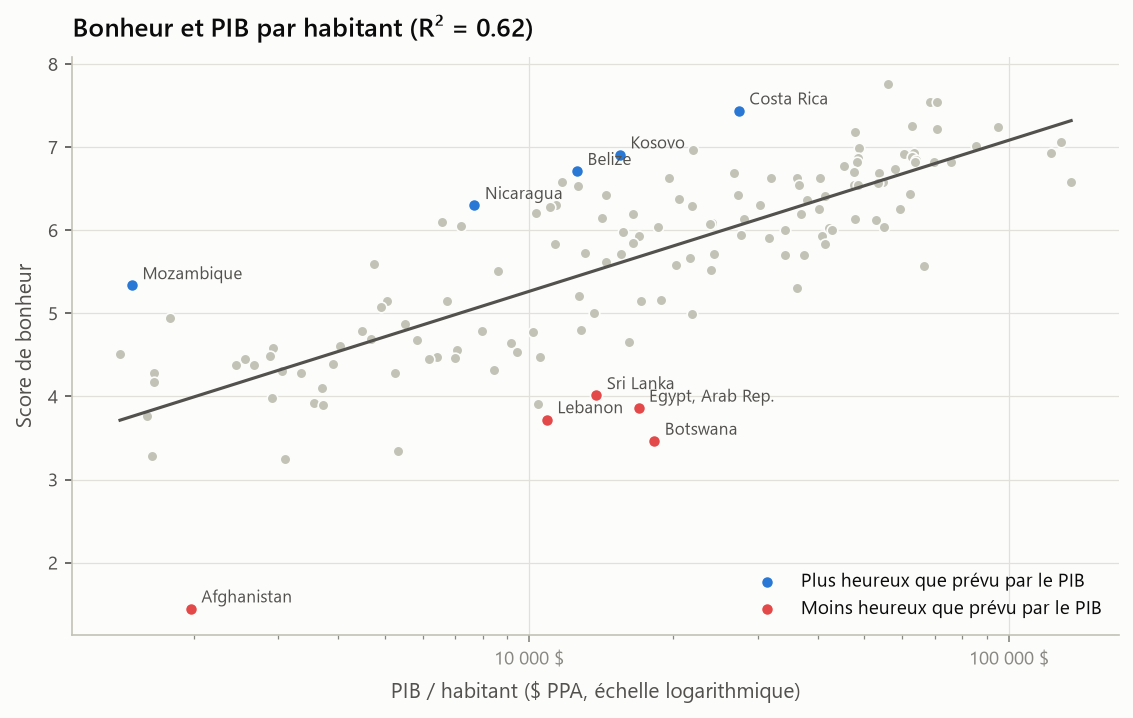 Bonheur et PIB par habitant (R² = 0.62)
8
7
6
5
4
3
2
Score de bonheur
Costa Rica
Kosovo
Belize
Nicaragua
Mozambique
Sri Lanka
Egypt, Arab Rep.
Lebanon
Botswana
Afghanistan
Plus heureux que prévu par le PIB
Moins heureux que prévu par le PIB
10 000 $
100 000 $
PIB / habitant ($ PPA, échelle logarithmique)